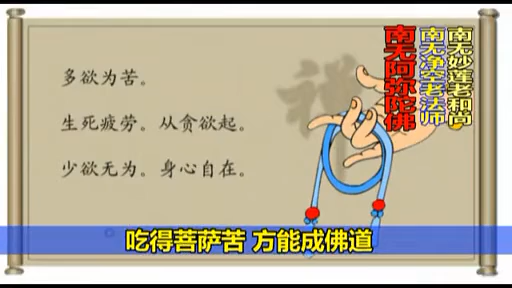 多欲为苦。
生死疲劳。从贪欲起。
少欲无为。身心自在。
禅
南无妙莲老和尚
南无净空老法师
南无阿弥陀佛
吃得菩萨苦 方能成佛道